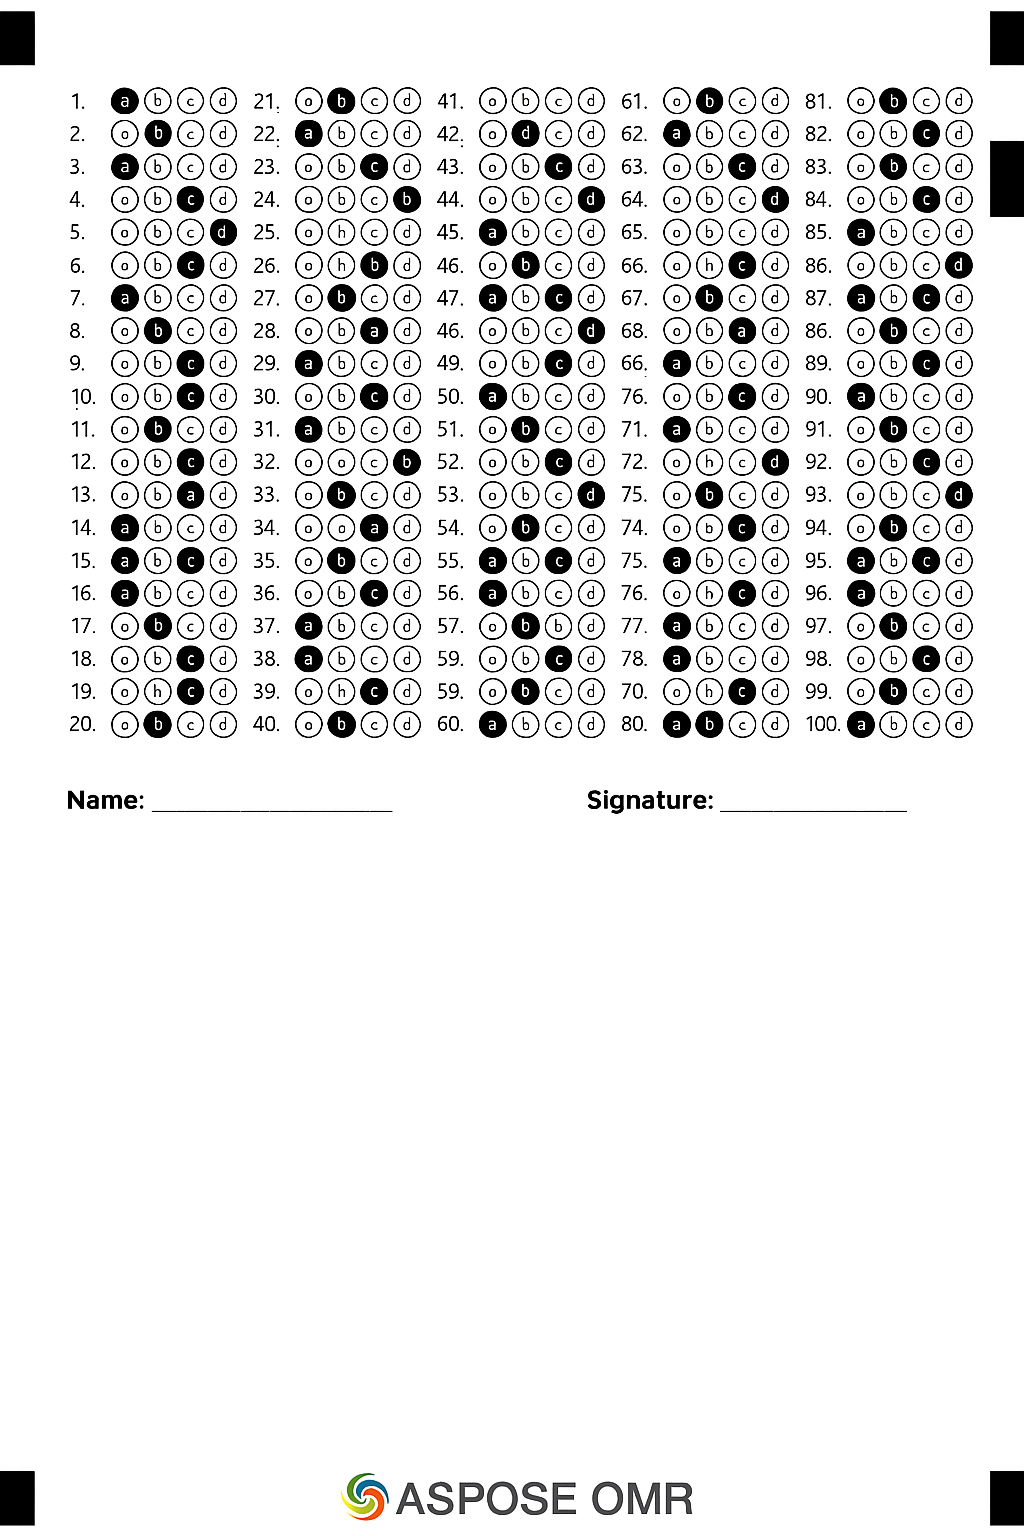 1. a b c d 21. o b c d 41. o b c d 61. o b c d 81. o b c d
2. o b c d 22. a b c d 42. o d c d 62. a b c d 82. o b c d
3. a b c d 23. o b c d 43. o b c d 63. o b c d 83. o b c d
4. o b c d 24. o b c b 44. o b c d 64. o b c d 84. o b c d
5. o b c d 25. o h c d 45. a b c d 65. o b c d 85. a b c d
6. o b c d 26. o h b d 46. o b c d 66. o h c d 86. o b c d
7. a b c d 27. o b c d 47. a b c d 67. o b c d 87. a b c d
8. o b c d 28. o b a d 46. o b c d 68. o b a d 86. o b c d
9. o b c d 29. a b c d 49. o b c d 66. a b c d 89. o b c d
10. o b c d 30. o b c d 50. a b c d 76. o b c d 90. a b c d
11. o b c d 31. a b c d 51. o b c d 71. a b c d 91. o b c d
12. o b c d 32. o o c b 52. o b c d 72. o h c d 92. o b c d
13. o b a d 33. o b c d 53. o b c d 75. o b c d 93. o b c d
14. a b c d 34. o o a d 54. o b c d 74. o b c d 94. o b c d
15. a b c d 35. o b c d 55. a b c d 75. a b c d 95. a b c d
16. a b c d 36. o b c d 56. a b c d 76. o h c d 96. a b c d
17. o b c d 37. a b c d 57. o b b d 77. a b c d 97. o b c d
18. o b c d 38. a b c d 59. o b c d 78. a b c d 98. o b c d
19. o h c d 39. o h c d 59. o b c d 70. o h c d 99. o b c d
20. o b c d 40. o b c d 60. a b c d 80. a b c d 100. a b c d
Name: __________________ Signature: ______________
ASPOSE OMR